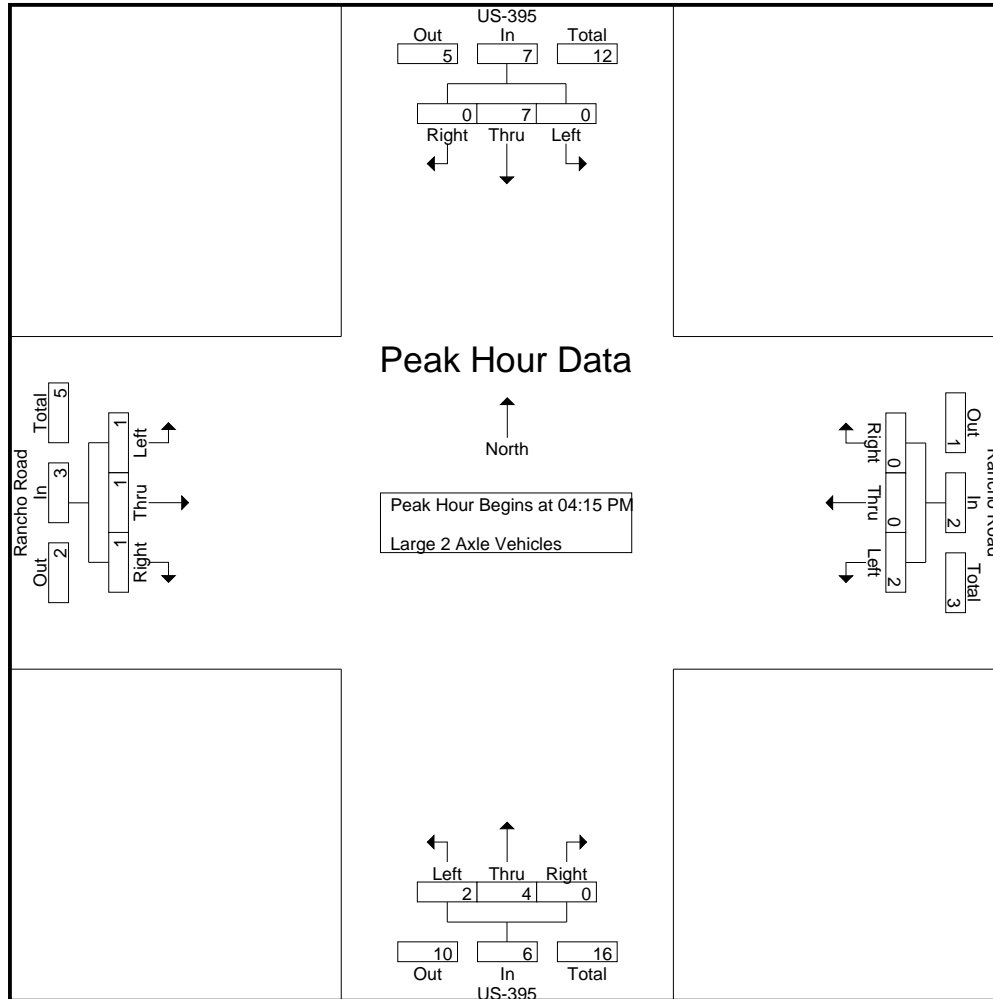 US-395
Out In Total
5 7 12
0 7 0
Right Thru Left
Peak Hour Data
North
Peak Hour Begins at 04:15 PM
Large 2 Axle Vehicles
Rancho Road
Total In Out
5 3 2
1 1 1
Left Thru Right
Rancho Road
Out In Total
1 2 3
0 0 2
Right Thru Left
Left Thru Right
2 4 0
10 6 16
Out In Total
US-395